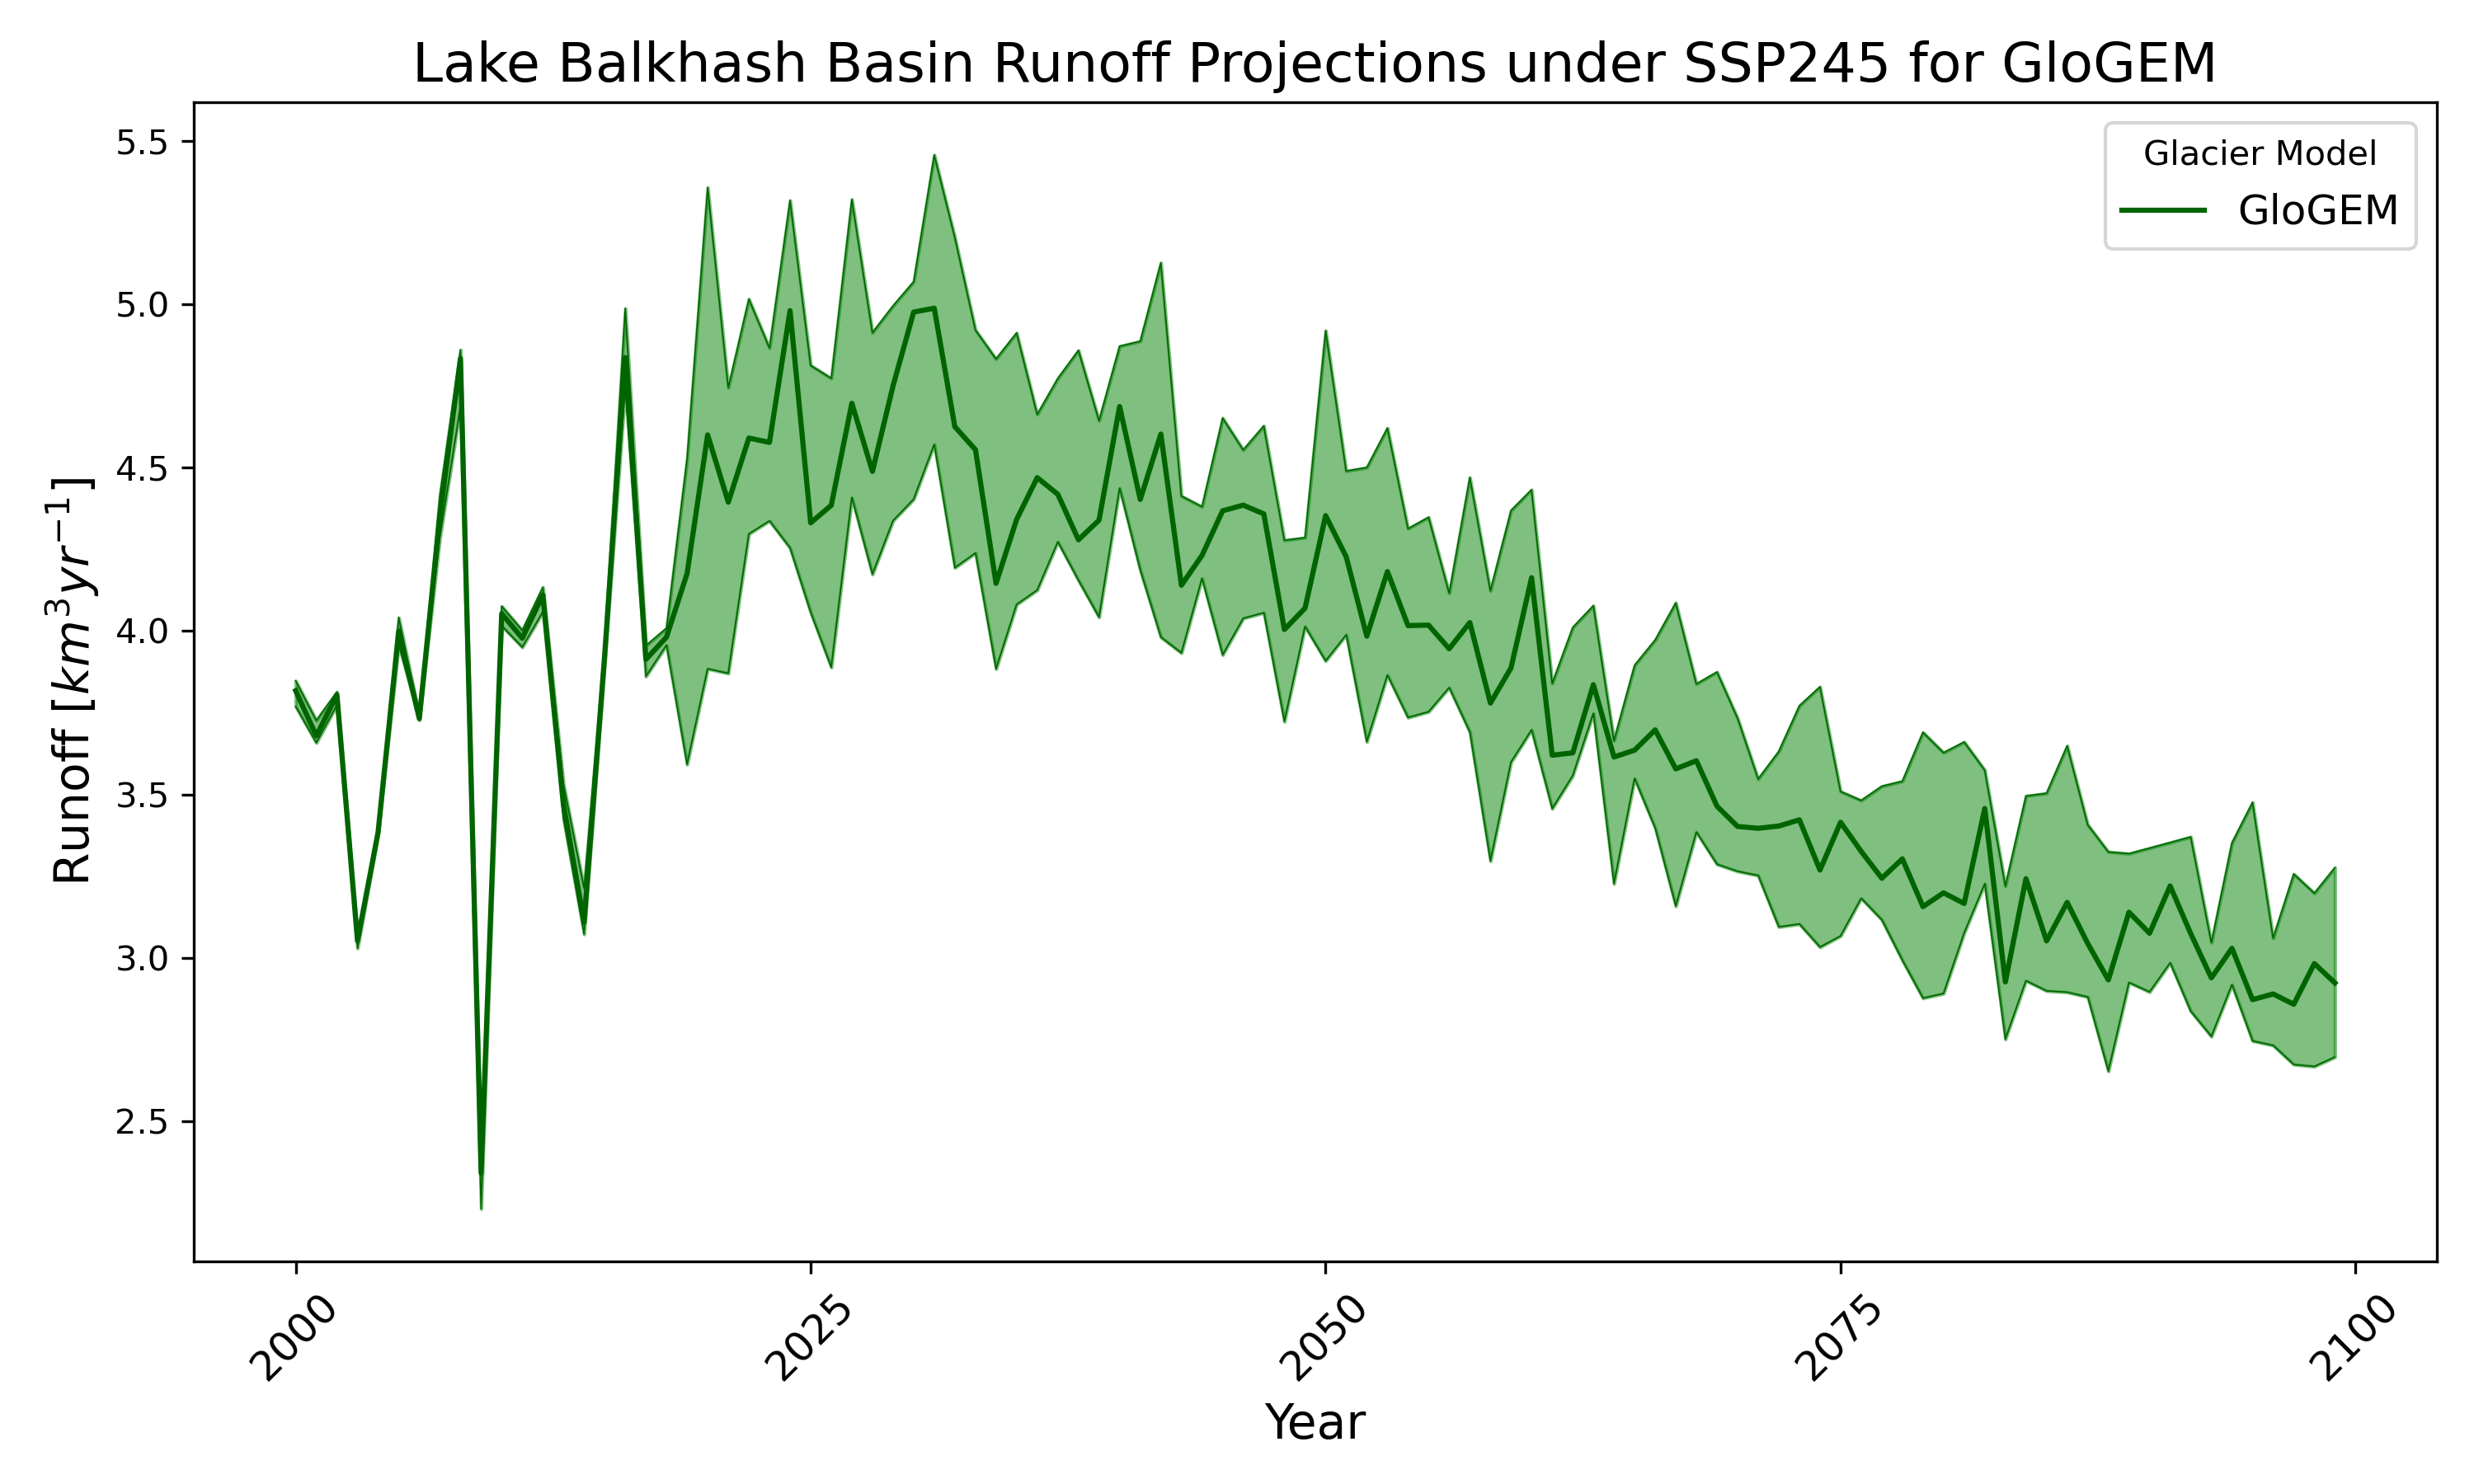 Lake Balkhash Basin Runoff Projections under SSP245 for GloGEM
Glacier Model
GloGEM
5.5
5.0
4.5
4.0
3.5
3.0
2.5
Runoff [km³yr⁻¹]
2000
2025
2050
2075
2100
Year